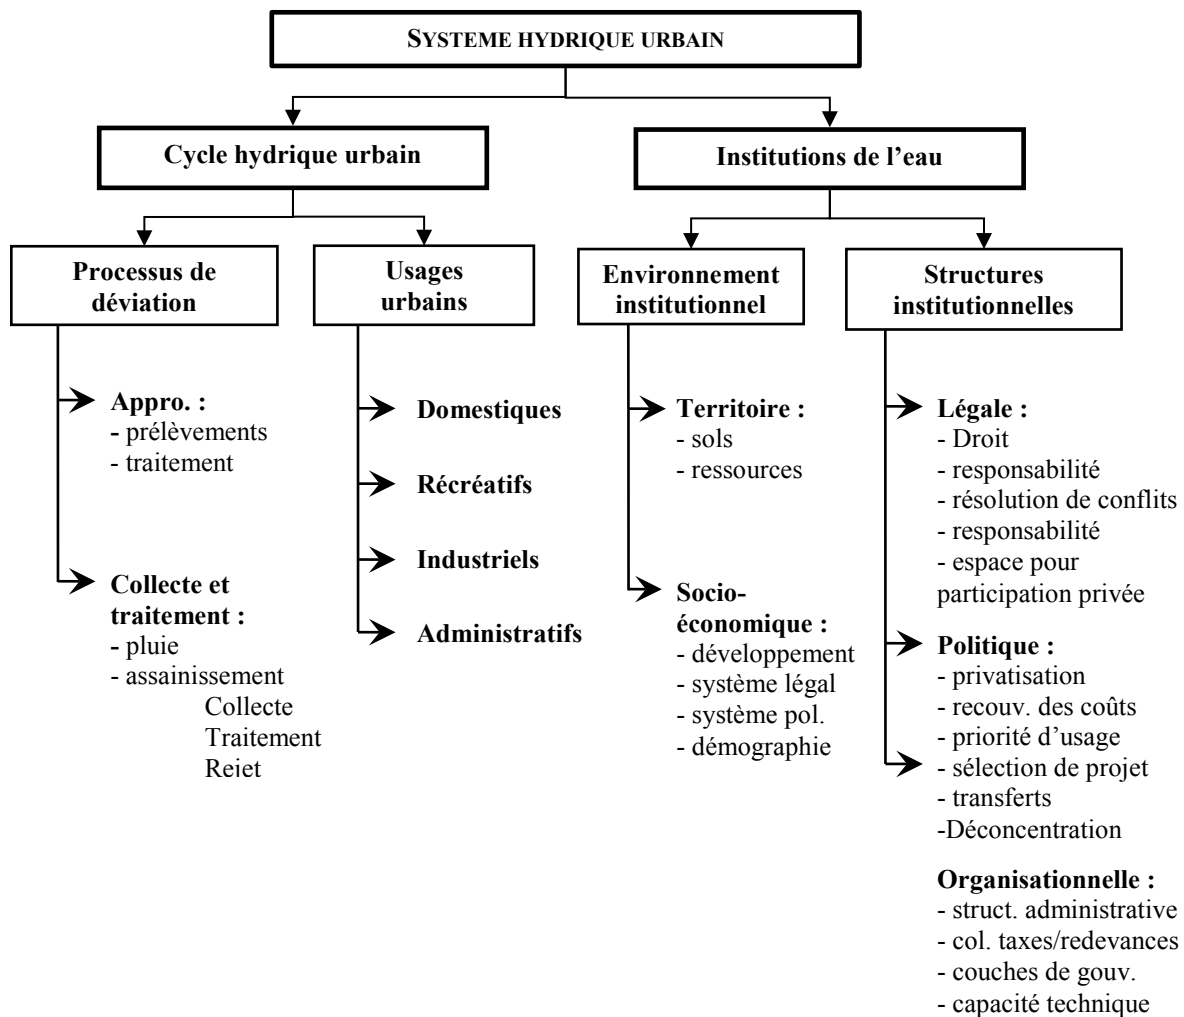 SYSTEME HYDRIQUE URBAIN
Cycle hydrique urbain
Institutions de l’eau
Processus de
déviation
Usages
urbains
Environnement
institutionnel
Structures
institutionnelles
Appro. :
- prélèvements
- traitement
Collecte et
traitement :
- pluie
- assainissement
Collecte
Traitement
Rejet
Domestiques
Récréatifs
Industriels
Administratifs
Territoire :
- sols
- ressources
Socio-
économique :
- développement
- système légal
- système pol.
- démographie
Légale :
- Droit
- responsabilité
- résolution de conflits
- responsabilité
- espace pour
participation privée
Politique :
- privatisation
- recouv. des coûts
- priorité d’usage
- sélection de projet
- transferts
-Déconcentration
Organisationnelle :
- struct. administrative
- col. taxes/redevances
- couches de gouv.
- capacité technique